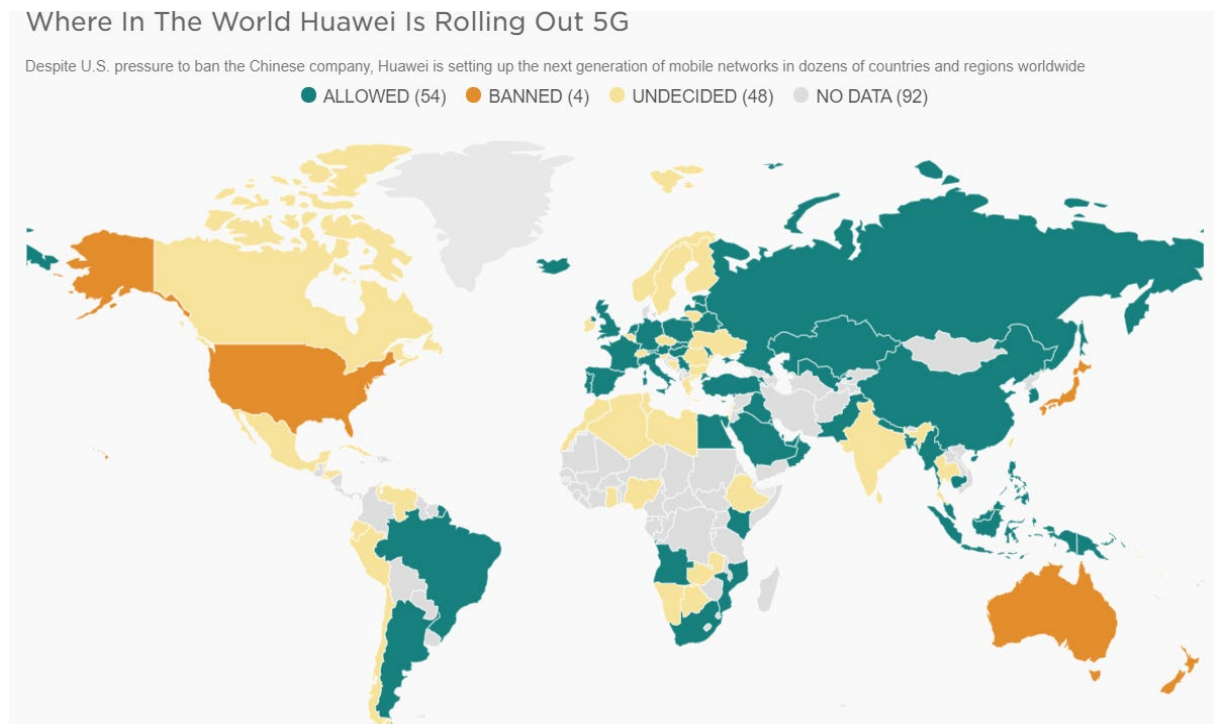 Where In The World Huawei Is Rolling Out 5G
Despite U.S. pressure to ban the Chinese company, Huawei is setting up the next generation of mobile networks in dozens of countries and regions worldwide
ALLOWED (54) BANNED (4) UNDECIDED (48) NO DATA (92)